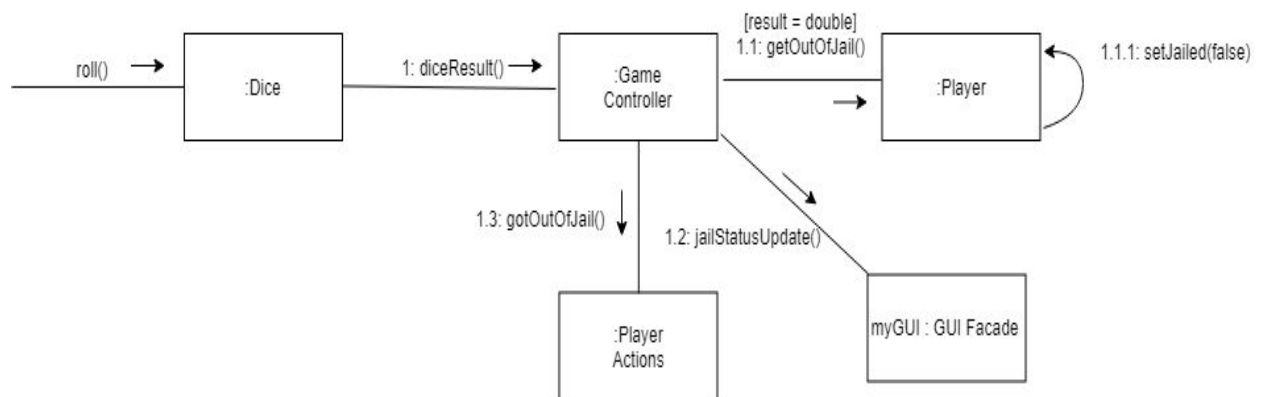 [result = double]
1.1: getOutOfJail()
1.1.1: setJailed(false)
roll()
1: diceResult()
:Dice
:Game
Controller
:Player
1.3: gotOutOfJail()
1.2: jailStatusUpdate()
:Player
Actions
myGUI : GUI Facade